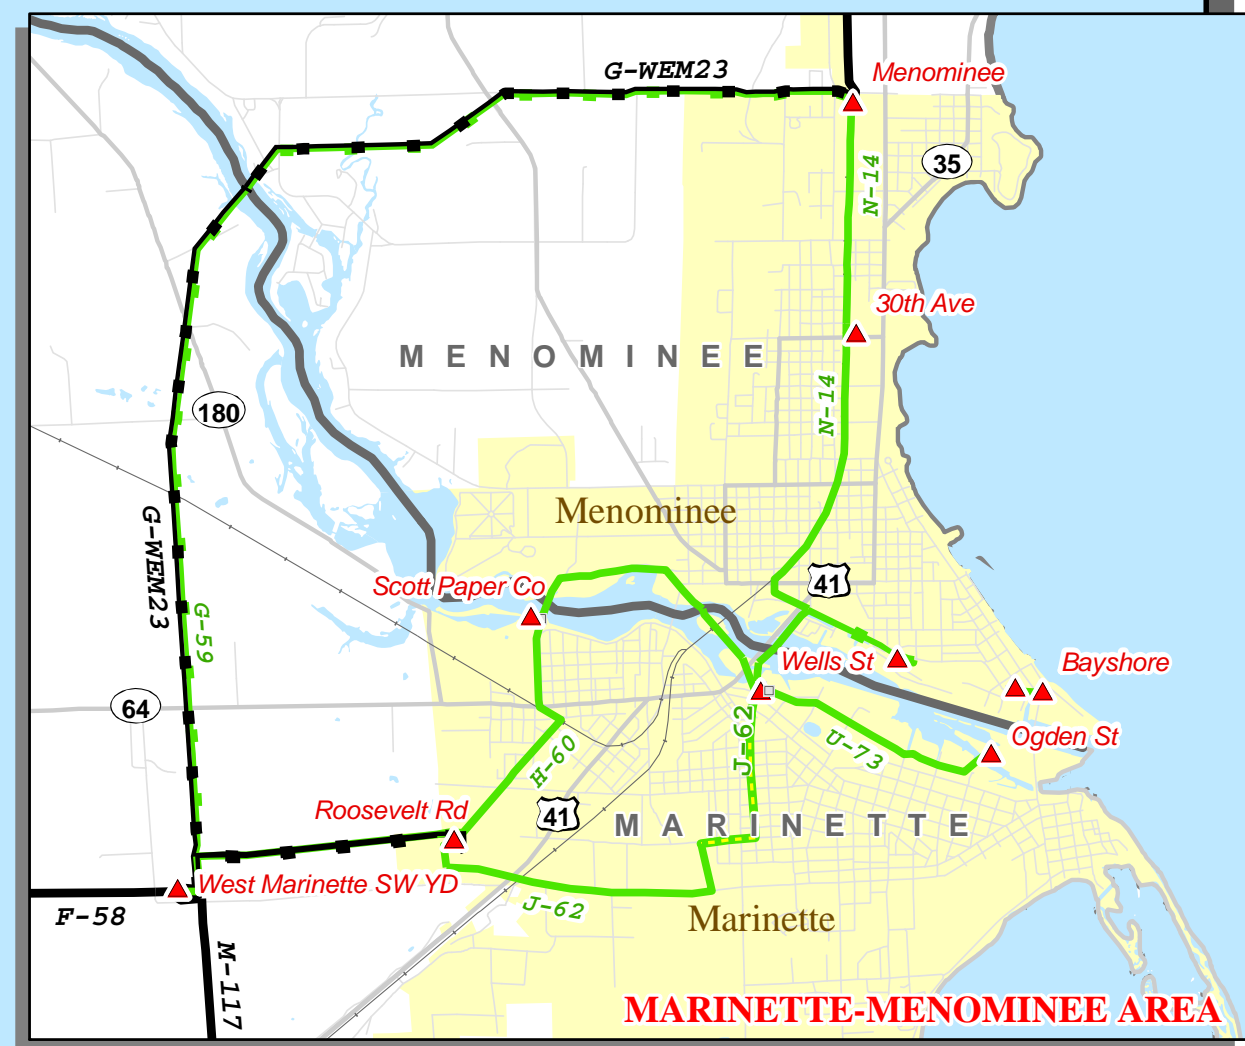 G-WEM23
Menominee
35
N-14
30th Ave
MENOMINEE
N-14
180
Menominee
G-WEM23
Scott Paper Co
41
G-59
Wells St
Bayshore
64
J-62
U-73
Ogden St
H-60
Roosevelt Rd
41
MARINETTE
West Marinette SW YD
F-58
J-62
Marinette
M-117
MARINETTE-MENOMINEE AREA